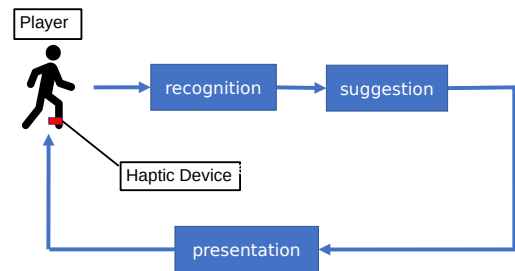 Player
recognition
suggestion
Haptic Device
presentation